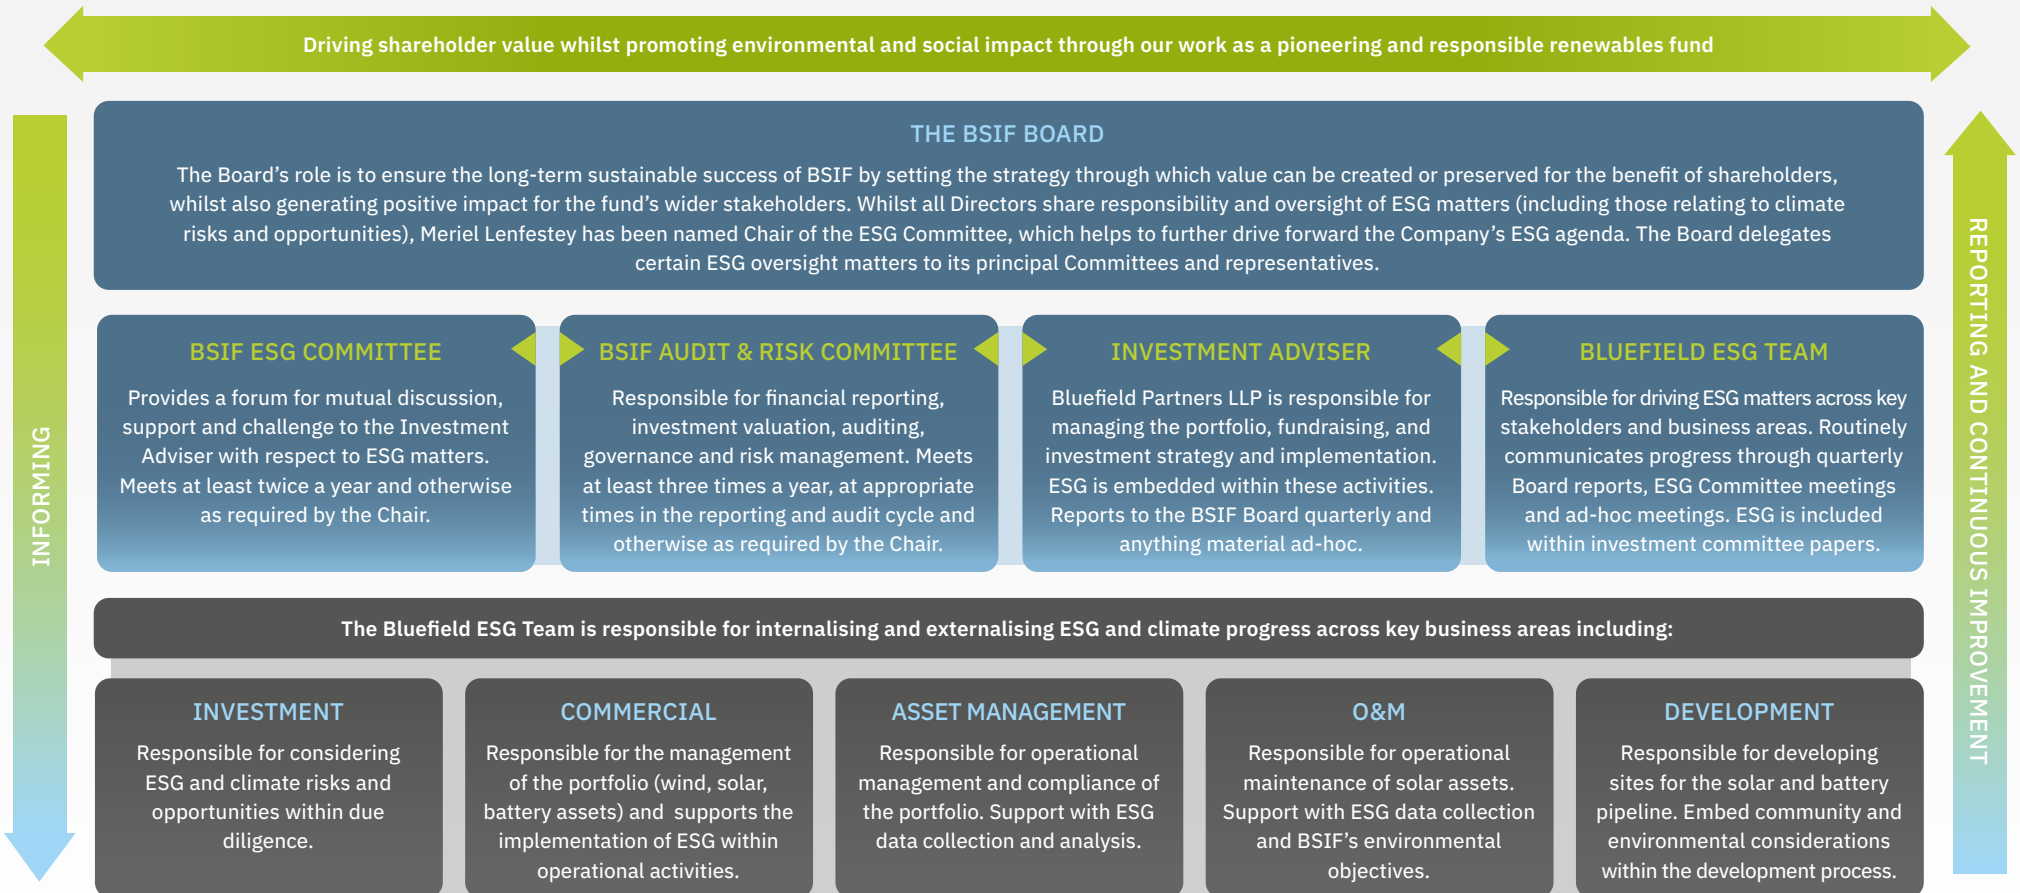 Driving shareholder value whilst promoting environmental and social impact through our work as a pioneering and responsible renewables fund
INFORMING
THE BSIF BOARD
The Board’s role is to ensure the long-term sustainable success of BSIF by setting the strategy through which value can be created or preserved for the benefit of shareholders,
whilst also generating positive impact for the fund’s wider stakeholders. Whilst all Directors share responsibility and oversight of ESG matters (including those relating to climate
risks and opportunities), Meriel Lenfestey has been named Chair of the ESG Committee, which helps to further drive forward the Company’s ESG agenda. The Board delegates
certain ESG oversight matters to its principal Committees and representatives.
BSIF ESG COMMITTEE
Provides a forum for mutual discussion,
support and challenge to the Investment
Adviser with respect to ESG matters.
Meets at least twice a year and otherwise
as required by the Chair.
BSIF AUDIT & RISK COMMITTEE
Responsible for financial reporting,
investment valuation, auditing,
governance and risk management. Meets
at least three times a year, at appropriate
times in the reporting and audit cycle and
otherwise as required by the Chair.
INVESTMENT ADVISER
Bluefield Partners LLP is responsible for
managing the portfolio, fundraising, and
investment strategy and implementation.
ESG is embedded within these activities.
Reports to the BSIF Board quarterly and
anything material ad-hoc.
BLUEFIELD ESG TEAM
Responsible for driving ESG matters across key
stakeholders and business areas. Routinely
communicates progress through quarterly
Board reports, ESG Committee meetings
and ad-hoc meetings. ESG is included
within investment committee papers.
The Bluefield ESG Team is responsible for internalising and externalising ESG and climate progress across key business areas including:
INVESTMENT
Responsible for considering
ESG and climate risks and
opportunities within due
diligence.
COMMERCIAL
Responsible for the management
of the portfolio (wind, solar,
battery assets) and supports the
implementation of ESG within
operational activities.
ASSET MANAGEMENT
Responsible for operational
management and compliance of
the portfolio. Support with ESG
data collection and analysis.
O&M
Responsible for operational
maintenance of solar assets.
Support with ESG data collection
and BSIF’s environmental
objectives.
DEVELOPMENT
Responsible for developing
sites for the solar and battery
pipeline. Embed community and
environmental considerations
within the development process.
REPORTING AND CONTINUOUS IMPROVEMENT